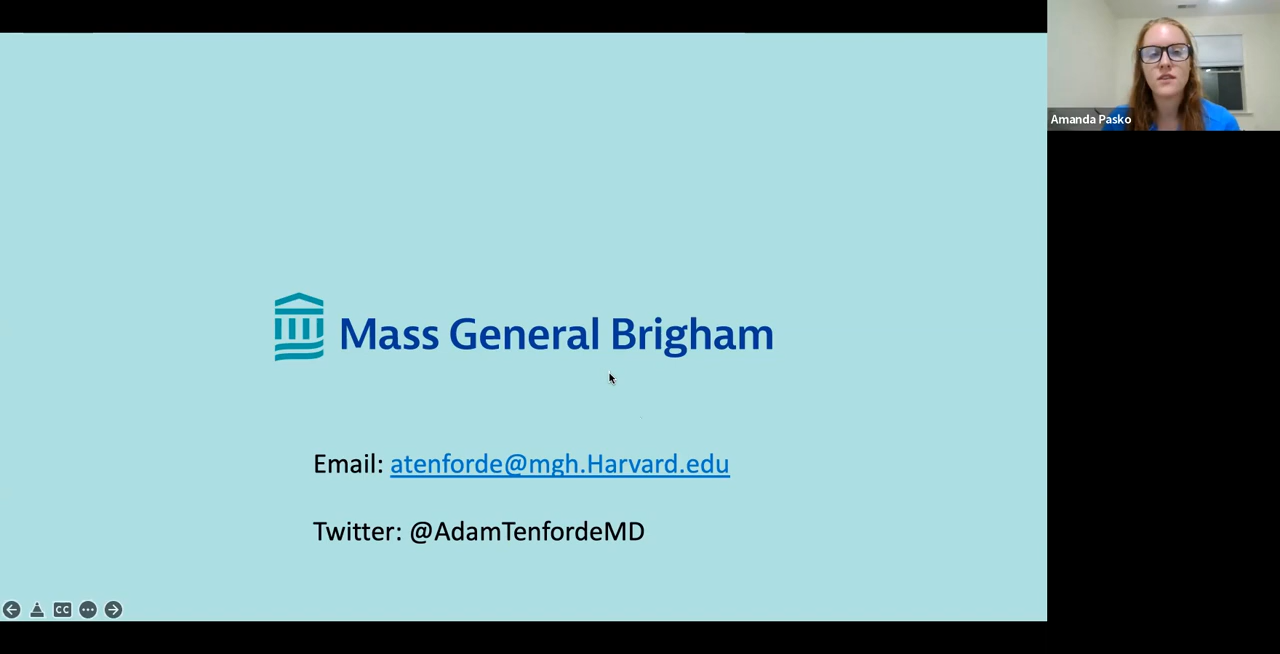 Amanda Pasko
Mass General Brigham
Email: atenforde@mgh.Harvard.edu
Twitter: @AdamTenfordeMD
CC